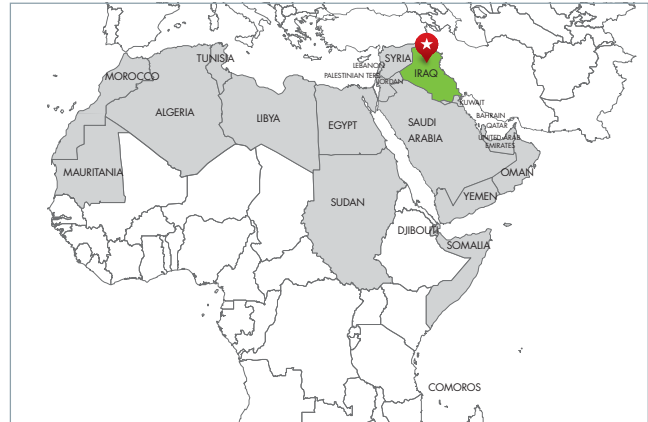 TUNISIA
SYRIA
LEBANON
MOROCCO
PALESTINIAN TERR.
IRAQ
JORDAN
KUWAIT
ALGERIA
LIBYA
EGYPT
BAHRAIN
QATAR
SAUDI
ARABIA
UNITED ARAB
EMIRATES
MAURITANIA
OMAN
YEMEN
SUDAN
DJIBOUTI
SOMALIA
COMOROS